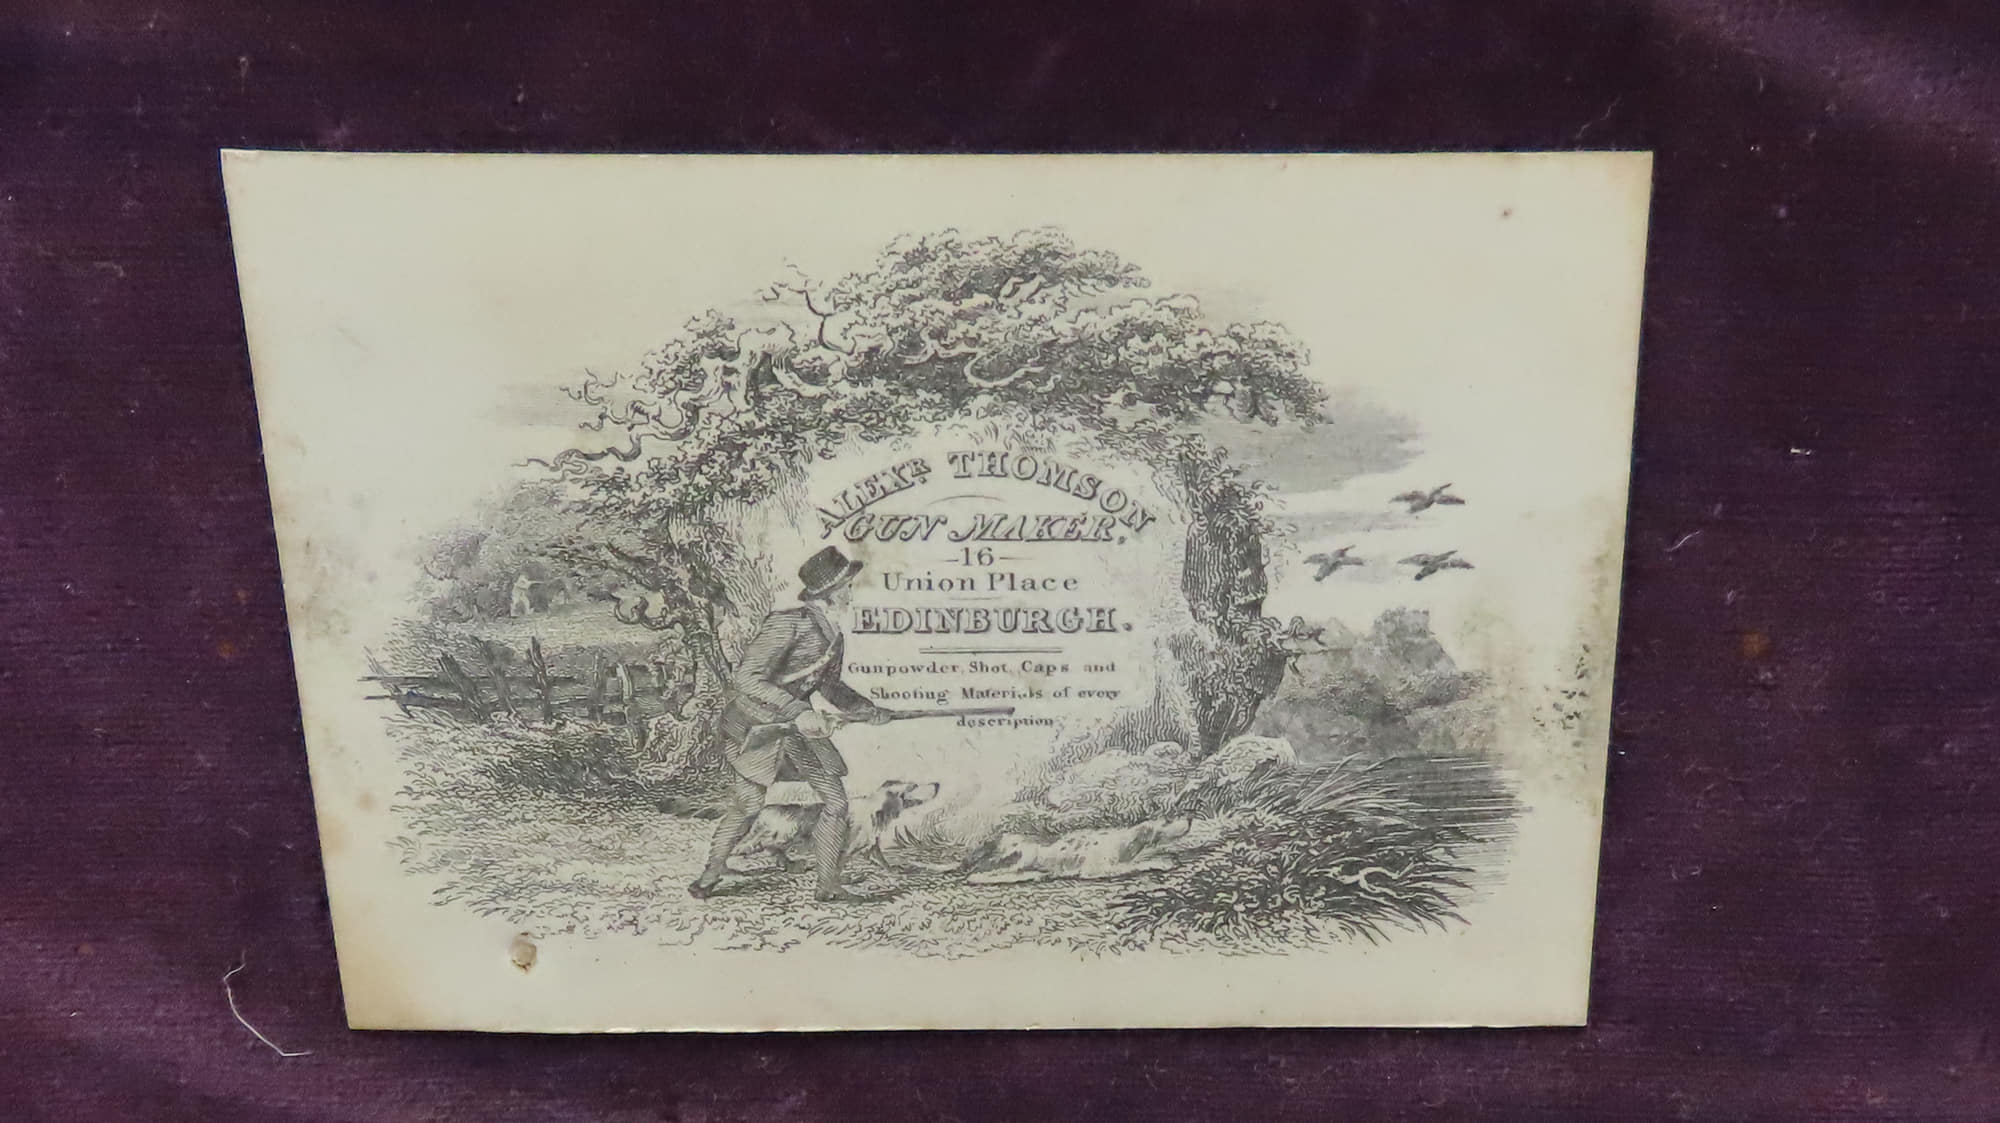 ALEXR. THOMSON
GUN MAKER,
-16-
Union Place
EDINBURGH.
Gunpowder, Shot, Caps and
Shooting Materials of every
description